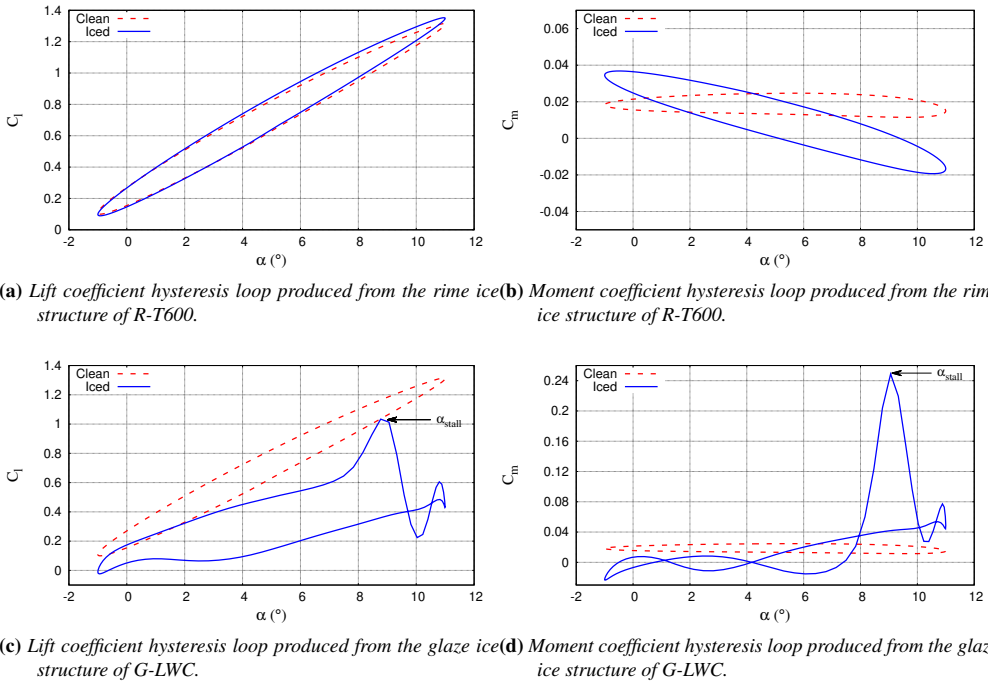 Clean
Iced
1.4
1.2
1
0.8
0.6
0.4
0.2
0
Cl
-2 0 2 4 6 8 10 12
α (°)
Clean
Iced
0.06
0.04
0.02
0
-0.02
-0.04
Cm
-2 0 2 4 6 8 10 12
α (°)
(a) Lift coefficient hysteresis loop produced from the rime ice
structure of R-T600.
(b) Moment coefficient hysteresis loop produced from the rim
ice structure of R-T600.
Clean
Iced
1.4
1.2
1
0.8
0.6
0.4
0.2
0
Cl
αstall
-2 0 2 4 6 8 10 12
α (°)
Clean
Iced
0.24
0.2
0.16
0.12
0.08
0.04
0
Cm
αstall
-2 0 2 4 6 8 10 12
α (°)
(c) Lift coefficient hysteresis loop produced from the glaze ice
structure of G-LWC.
(d) Moment coefficient hysteresis loop produced from the glaz
ice structure of G-LWC.